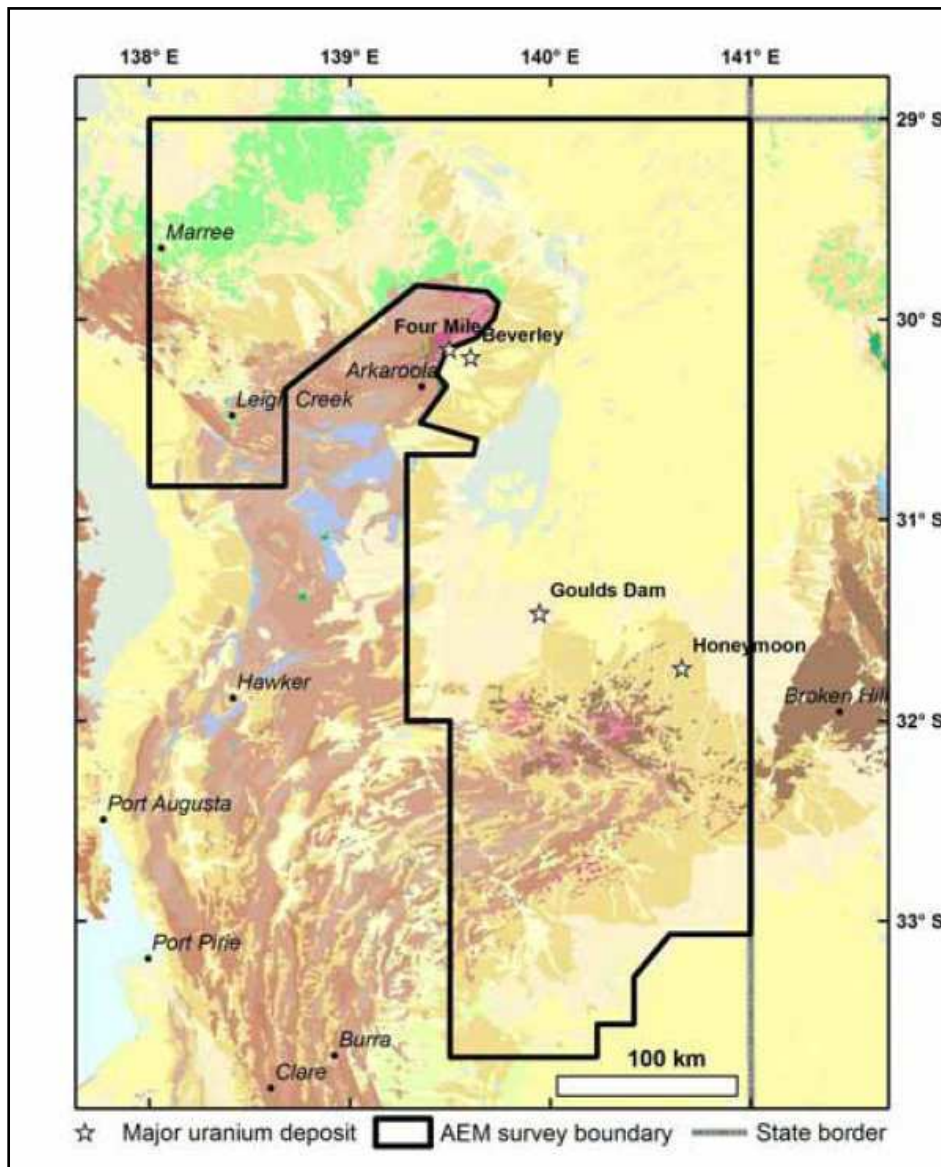 138° E 139° E 140° E 141° E
29° S
Marree
30° S
Four Mile
Beverley
Arkaroola
Leigh Creek
31° S
Goulds Dam
Honeymoon
Hawker
Broken Hill
32° S
Port Augusta
33° S
Port Pirie
Burra
100 km
Clare
Major uranium deposit AEM survey boundary State border